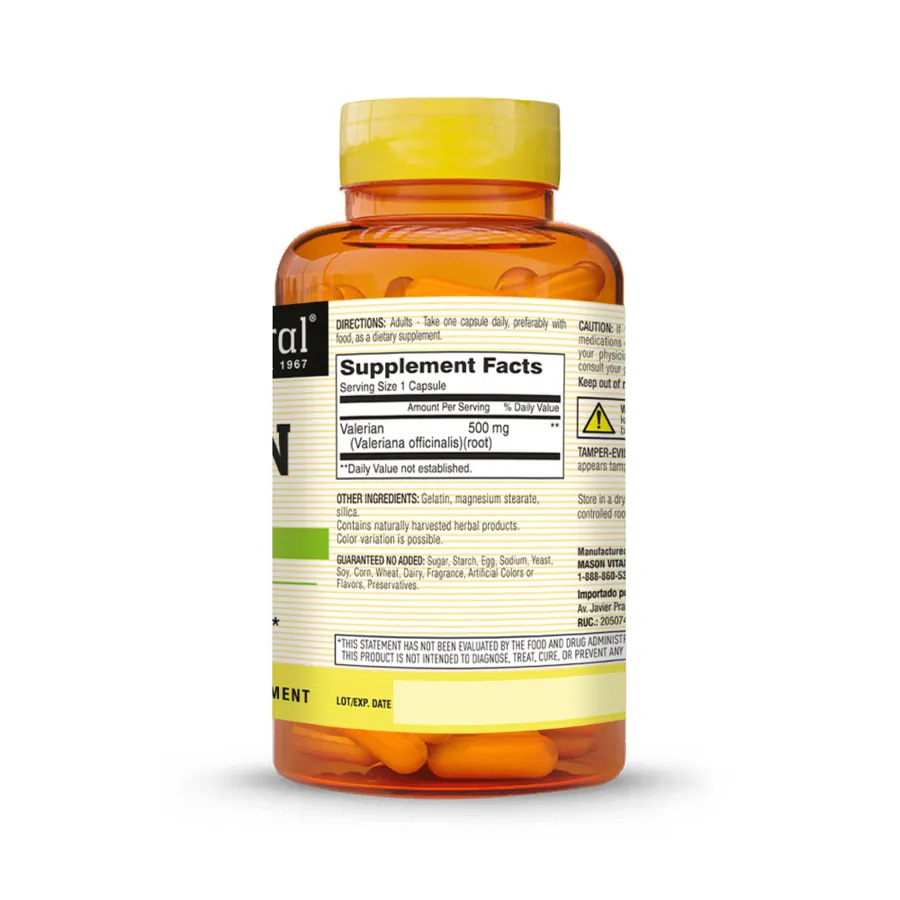 ral®
1967
N
*
MENT
DIRECTIONS: Adults - Take one capsule daily, preferably with
food, as a dietary supplement.
Supplement Facts
Serving Size 1 Capsule
Amount Per Serving % Daily Value
Valerian 500 mg **
(Valeriana officinalis)(root)
**Daily Value not established.
OTHER INGREDIENTS: Gelatin, magnesium stearate,
silica.
Contains naturally harvested herbal products.
Color variation is possible.
GUARANTEED NO ADDED: Sugar, Starch, Egg, Sodium, Yeast,
Soy, Corn, Wheat, Dairy, Fragrance, Artificial Colors or
Flavors, Preservatives.
*THIS STATEMENT HAS NOT BEEN EVALUATED BY THE FOOD AND DRUG ADMINISTR
THIS PRODUCT IS NOT INTENDED TO DIAGNOSE, TREAT, CURE, OR PREVENT ANY
LOT/EXP. DATE
CAUTION: If
medications
your physici
consult your
Keep out of
TAMPER-EVI
appears tam
Store in a dry
controlled roo
Manufactured
MASON VITA
1-888-860-53
Importado p
Av. Javier Pra
RUC.: 205074